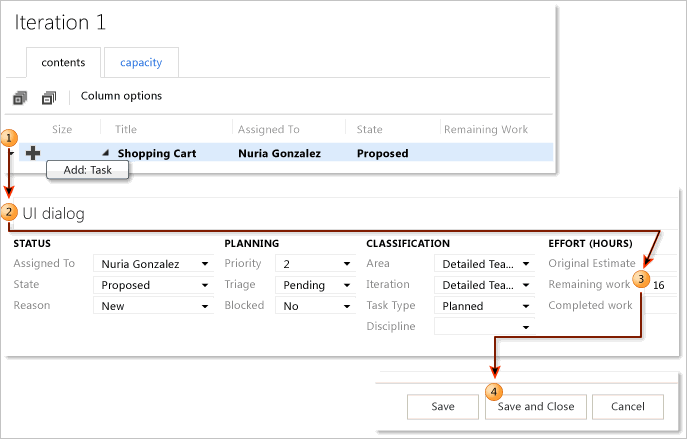 Iteration 1
contents capacity
Column options
Size Title Assigned To State Remaining Work
1
Shopping Cart Nuria Gonzalez Proposed
Add: Task
2 UI dialog
STATUS PLANNING CLASSIFICATION EFFORT (HOURS)
Assigned To Nuria Gonzalez Priority 2 Area Detailed Tea... Original Estimate
State Proposed Triage Pending Iteration Detailed Tea... Remaining work 3 16
Reason New Blocked No Task Type Planned Completed work
Discipline
4
Save Save and Close Cancel